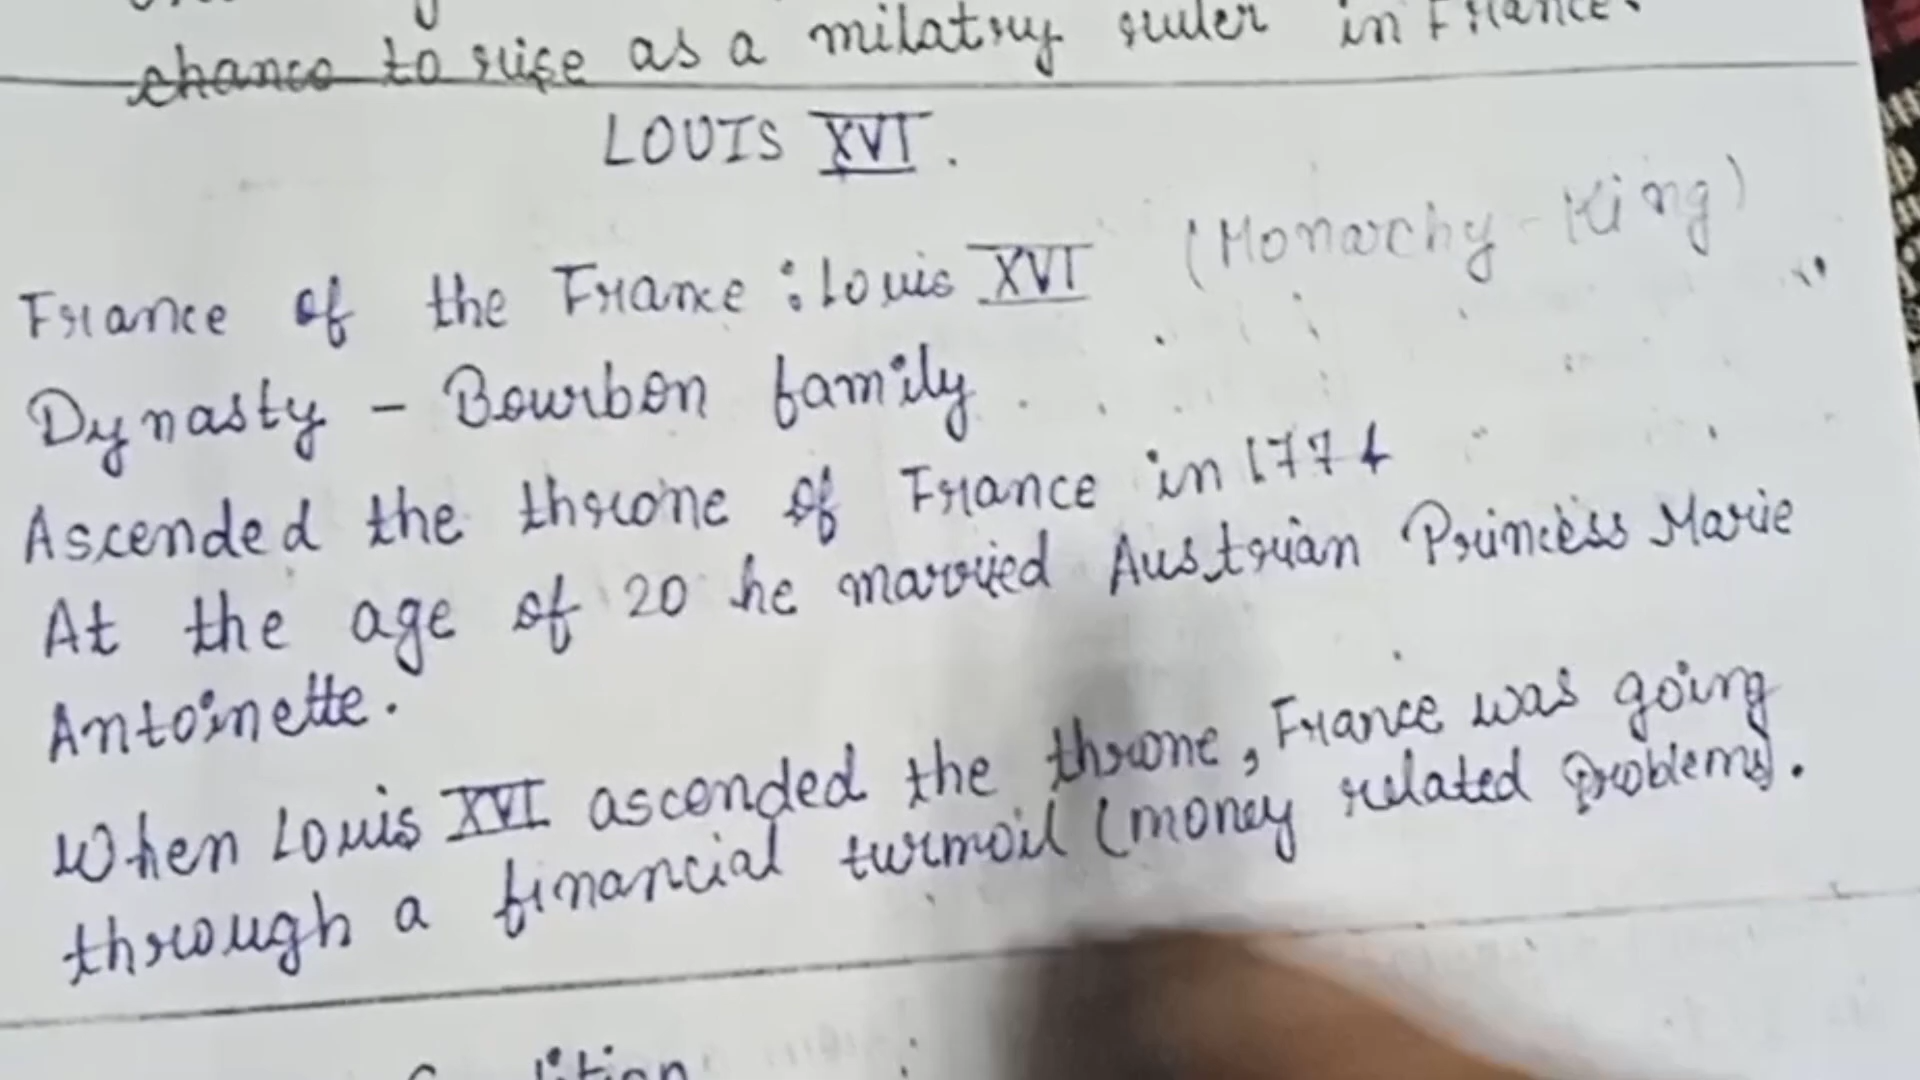 chance to rise as a milatry ruler in France.
LOUIS XVI.
(Monarchy - King)
France of the France : Louis XVI
Dynasty - Bourbon family
Ascended the throne of France in 1774
At the age of 20 he married Austrian Princess Marie
Antoinette.
When Louis XVI ascended the throne, France was going
through a financial turmoil (money related problems).